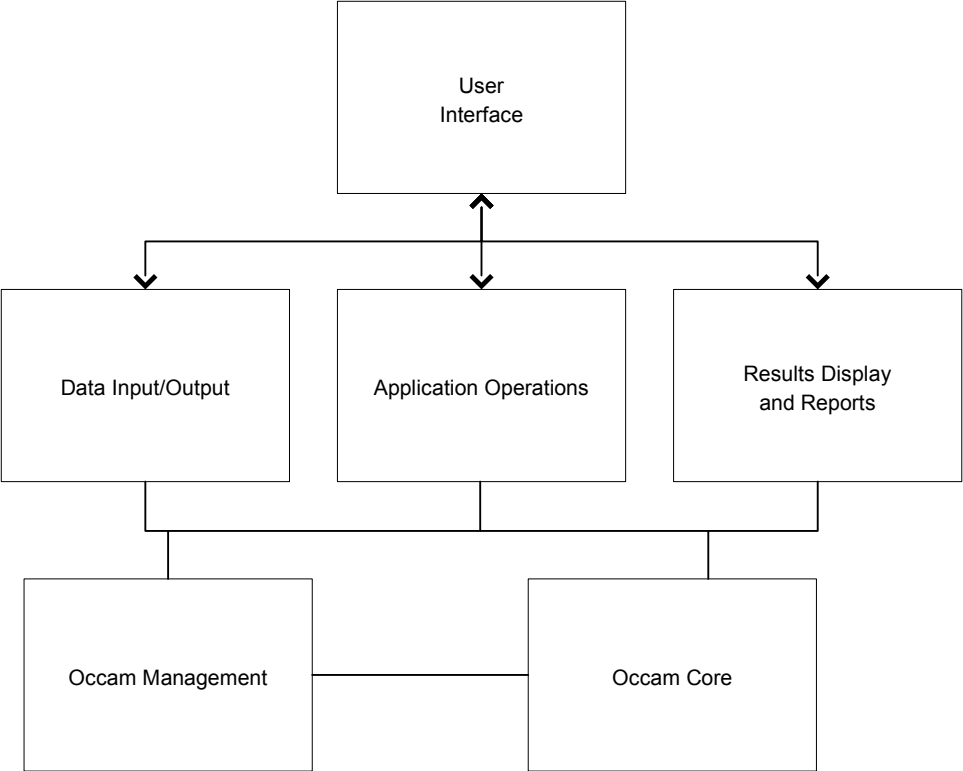 User
Interface
Data Input/Output
Application Operations
Results Display
and Reports
Occam Management
Occam Core